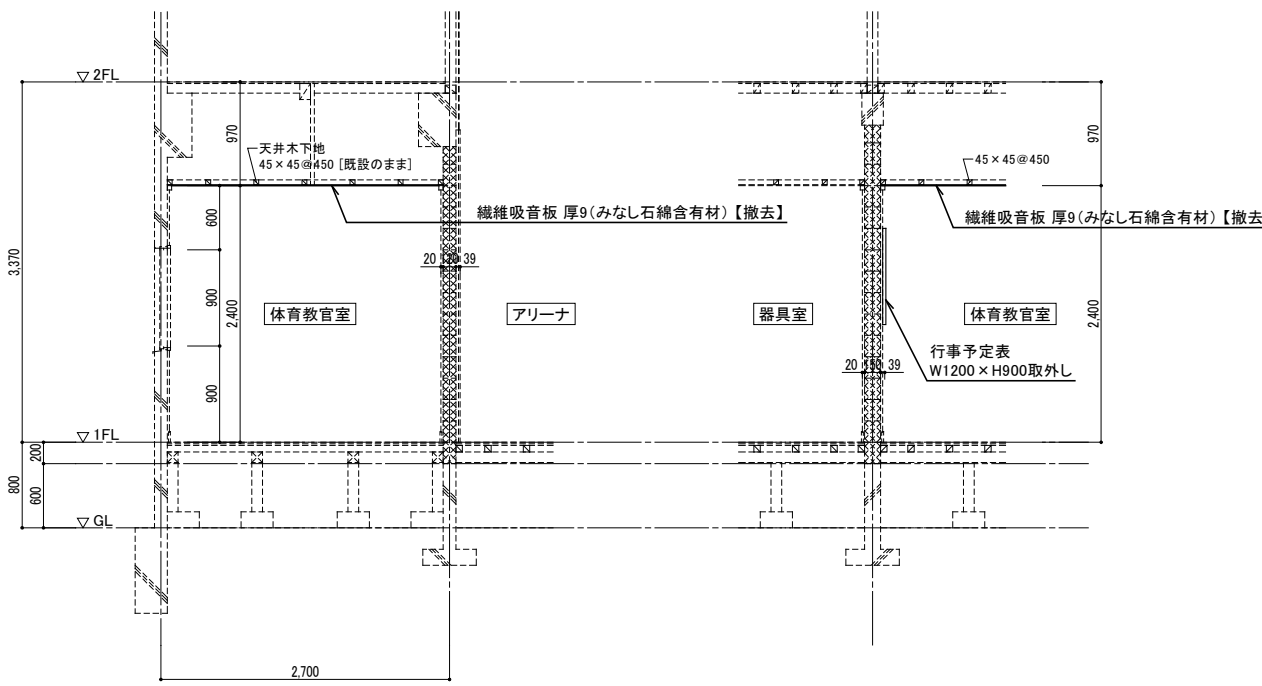 ▽ 2FL
970
天井木下地
45×45@450 [既設のまま]
45×45@450
970
繊維吸音板 厚9(みなし石綿含有材)【撤去】
繊維吸音板 厚9(みなし石綿含有材)【撤去
600
3,370
20
39
900
2,400
体育教官室
アリーナ
器具室
体育教官室
2,400
行事予定表
W1200×H900取外し
20
150
39
900
▽ 1FL
200
800
600
▽ GL
2,700